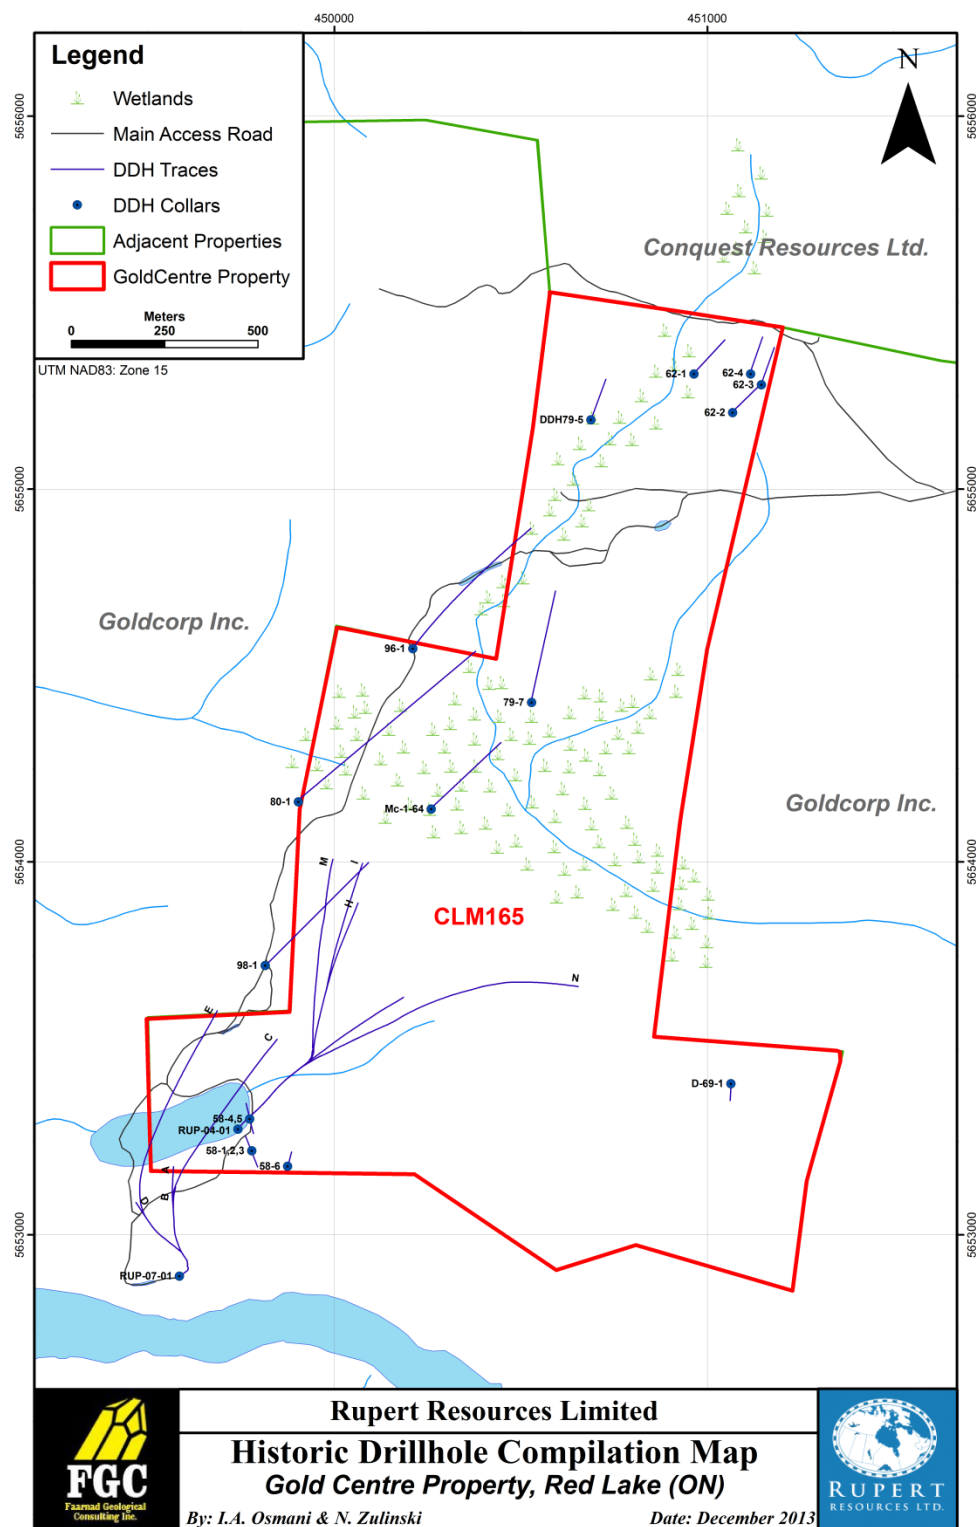 450000
451000
Legend
Wetlands
Main Access Road
DDH Traces
DDH Collars
Adjacent Properties
GoldCentre Property
Meters
0 250 500
UTM NAD83: Zone 15
N
5656000
5656000
Conquest Resources Ltd.
62-1
62-4
62-3
62-2
DDH79-5
5655000
5655000
Goldcorp Inc.
96-1
79-7
80-1
Mc-1-64
Goldcorp Inc.
5654000
5654000
M
I
H
CLM165
98-1
N
E
C
D-69-1
58-4,5
RUP-04-01
58-1,2,3
58-6
A
B
D
5653000
5653000
RUP-07-01
FGC
Faarnad Geological
Consulting Inc.
Rupert Resources Limited
Historic Drillhole Compilation Map
Gold Centre Property, Red Lake (ON)
By: I.A. Osmani & N. Zulinski
Date: December 2013
RUPERT
RESOURCES LTD.